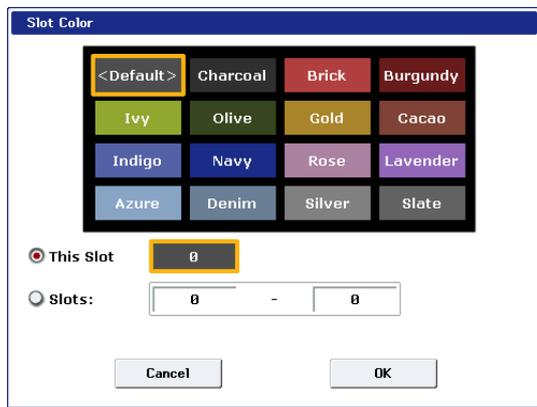 Slot Color
<Default> Charcoal Brick Burgundy
Ivy Olive Gold Cacao
Indigo Navy Rose Lavender
Azure Denim Silver Slate
This Slot 0
Slots: 0 - 0
Cancel OK